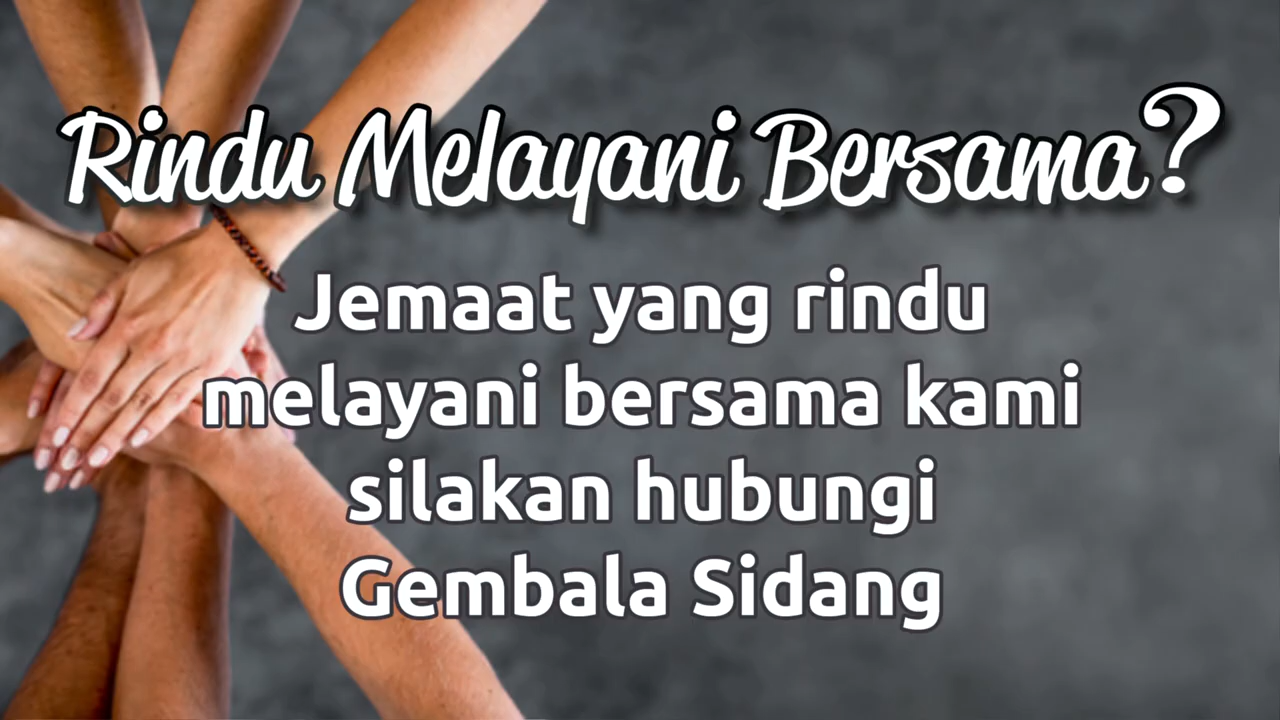 Rindu Melayani Bersama?
Jemaat yang rindu
melayani bersama kami
silakan hubungi
Gembala Sidang